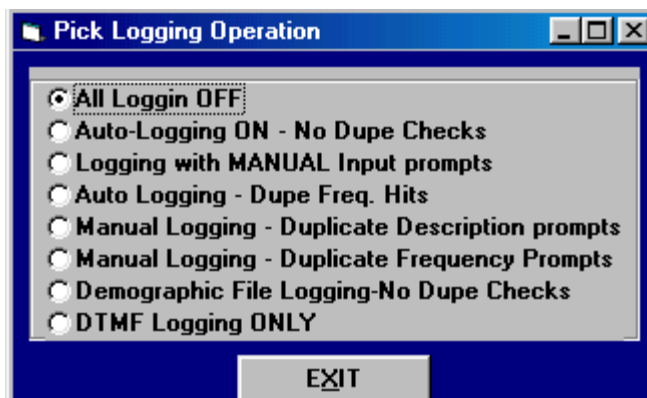 Pick Logging Operation
All Loggin OFF
Auto-Logging ON - No Dupe Checks
Logging with MANUAL Input prompts
Auto Logging - Dupe Freq. Hits
Manual Logging - Duplicate Description prompts
Manual Logging - Duplicate Frequency Prompts
Demographic File Logging-No Dupe Checks
DTMF Logging ONLY
EXIT